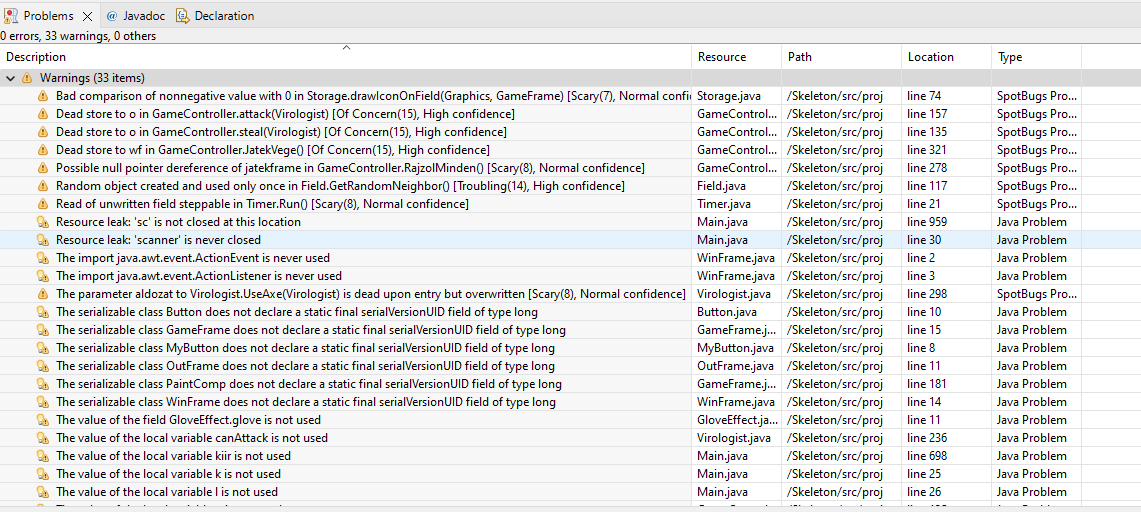 Problems Javadoc Declaration
0 errors, 33 warnings, 0 others
Description Resource Path Location Type
Warnings (33 items)
Bad comparison of nonnegative value with 0 in Storage.drawIconOnField(Graphics, GameFrame) [Scary(7), Normal confi Storage.java /Skeleton/src/proj line 74 SpotBugs Pro...
Dead store to o in GameController.attack(Virologist) [Of Concern(15), High confidence] GameControl... /Skeleton/src/proj line 157 SpotBugs Pro...
Dead store to o in GameController.steal(Virologist) [Of Concern(15), High confidence] GameControl... /Skeleton/src/proj line 135 SpotBugs Pro...
Dead store to wf in GameController.JatekVege() [Of Concern(15), High confidence] GameControl... /Skeleton/src/proj line 321 SpotBugs Pro...
Possible null pointer dereference of jatekframe in GameController.RajzolMinden() [Scary(8), Normal confidence] GameControl... /Skeleton/src/proj line 278 SpotBugs Pro...
Random object created and used only once in Field.GetRandomNeighbor() [Troubling(14), High confidence] Field.java /Skeleton/src/proj line 117 SpotBugs Pro...
Read of unwritten field steppable in Timer.Run() [Scary(8), Normal confidence] Timer.java /Skeleton/src/proj line 21 SpotBugs Pro...
Resource leak: 'sc' is not closed at this location Main.java /Skeleton/src/proj line 959 Java Problem
Resource leak: 'scanner' is never closed Main.java /Skeleton/src/proj line 30 Java Problem
The import java.awt.event.ActionEvent is never used WinFrame.java /Skeleton/src/proj line 2 Java Problem
The import java.awt.event.ActionListener is never used WinFrame.java /Skeleton/src/proj line 3 Java Problem
The parameter aldozat to Virologist.UseAxe(Virologist) is dead upon entry but overwritten [Scary(8), Normal confidence] Virologist.java /Skeleton/src/proj line 298 SpotBugs Pro...
The serializable class Button does not declare a static final serialVersionUID field of type long Button.java /Skeleton/src/proj line 10 Java Problem
The serializable class GameFrame does not declare a static final serialVersionUID field of type long GameFrame.j... /Skeleton/src/proj line 15 Java Problem
The serializable class MyButton does not declare a static final serialVersionUID field of type long MyButton.java /Skeleton/src/proj line 8 Java Problem
The serializable class OutFrame does not declare a static final serialVersionUID field of type long OutFrame.java /Skeleton/src/proj line 11 Java Problem
The serializable class PaintComp does not declare a static final serialVersionUID field of type long GameFrame.j... /Skeleton/src/proj line 181 Java Problem
The serializable class WinFrame does not declare a static final serialVersionUID field of type long WinFrame.java /Skeleton/src/proj line 14 Java Problem
The value of the field GloveEffect.glove is not used GloveEffect.ja... /Skeleton/src/proj line 11 Java Problem
The value of the local variable canAttack is not used Virologist.java /Skeleton/src/proj line 236 Java Problem
The value of the local variable kiir is not used Main.java /Skeleton/src/proj line 698 Java Problem
The value of the local variable k is not used Main.java /Skeleton/src/proj line 25 Java Problem
The value of the local variable l is not used Main.java /Skeleton/src/proj line 26 Java Problem